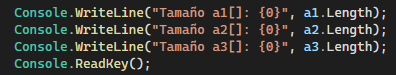 Console.WriteLine("Tamaño a1[]: {0}", a1.Length);
Console.WriteLine("Tamaño a2[]: {0}", a2.Length);
Console.WriteLine("Tamaño a3[]: {0}", a3.Length);
Console.ReadKey();